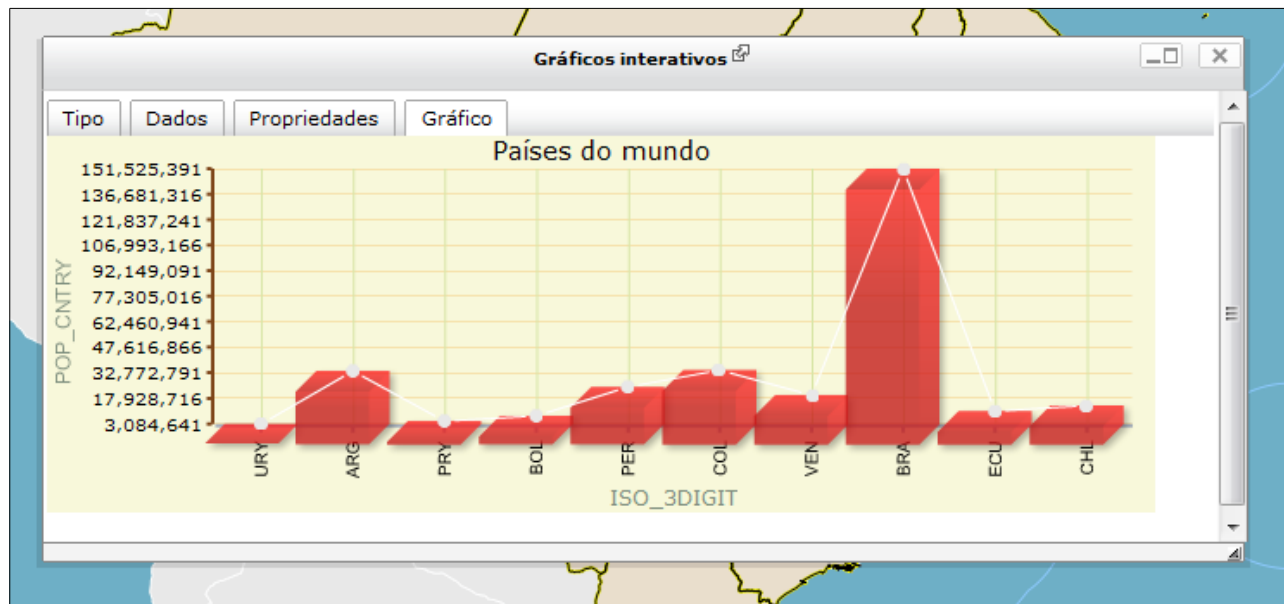 Gráficos interativos
Tipo Dados Propriedades Gráfico
Países do mundo
151,525,391
136,681,316
121,837,241
106,993,166
92,149,091
77,305,016
62,460,941
47,616,866
32,772,791
17,928,716
3,084,641
POP_CNTRY
URY ARG PRY BOL PER COL VEN BRA ECU CHL
ISO_3DIGIT